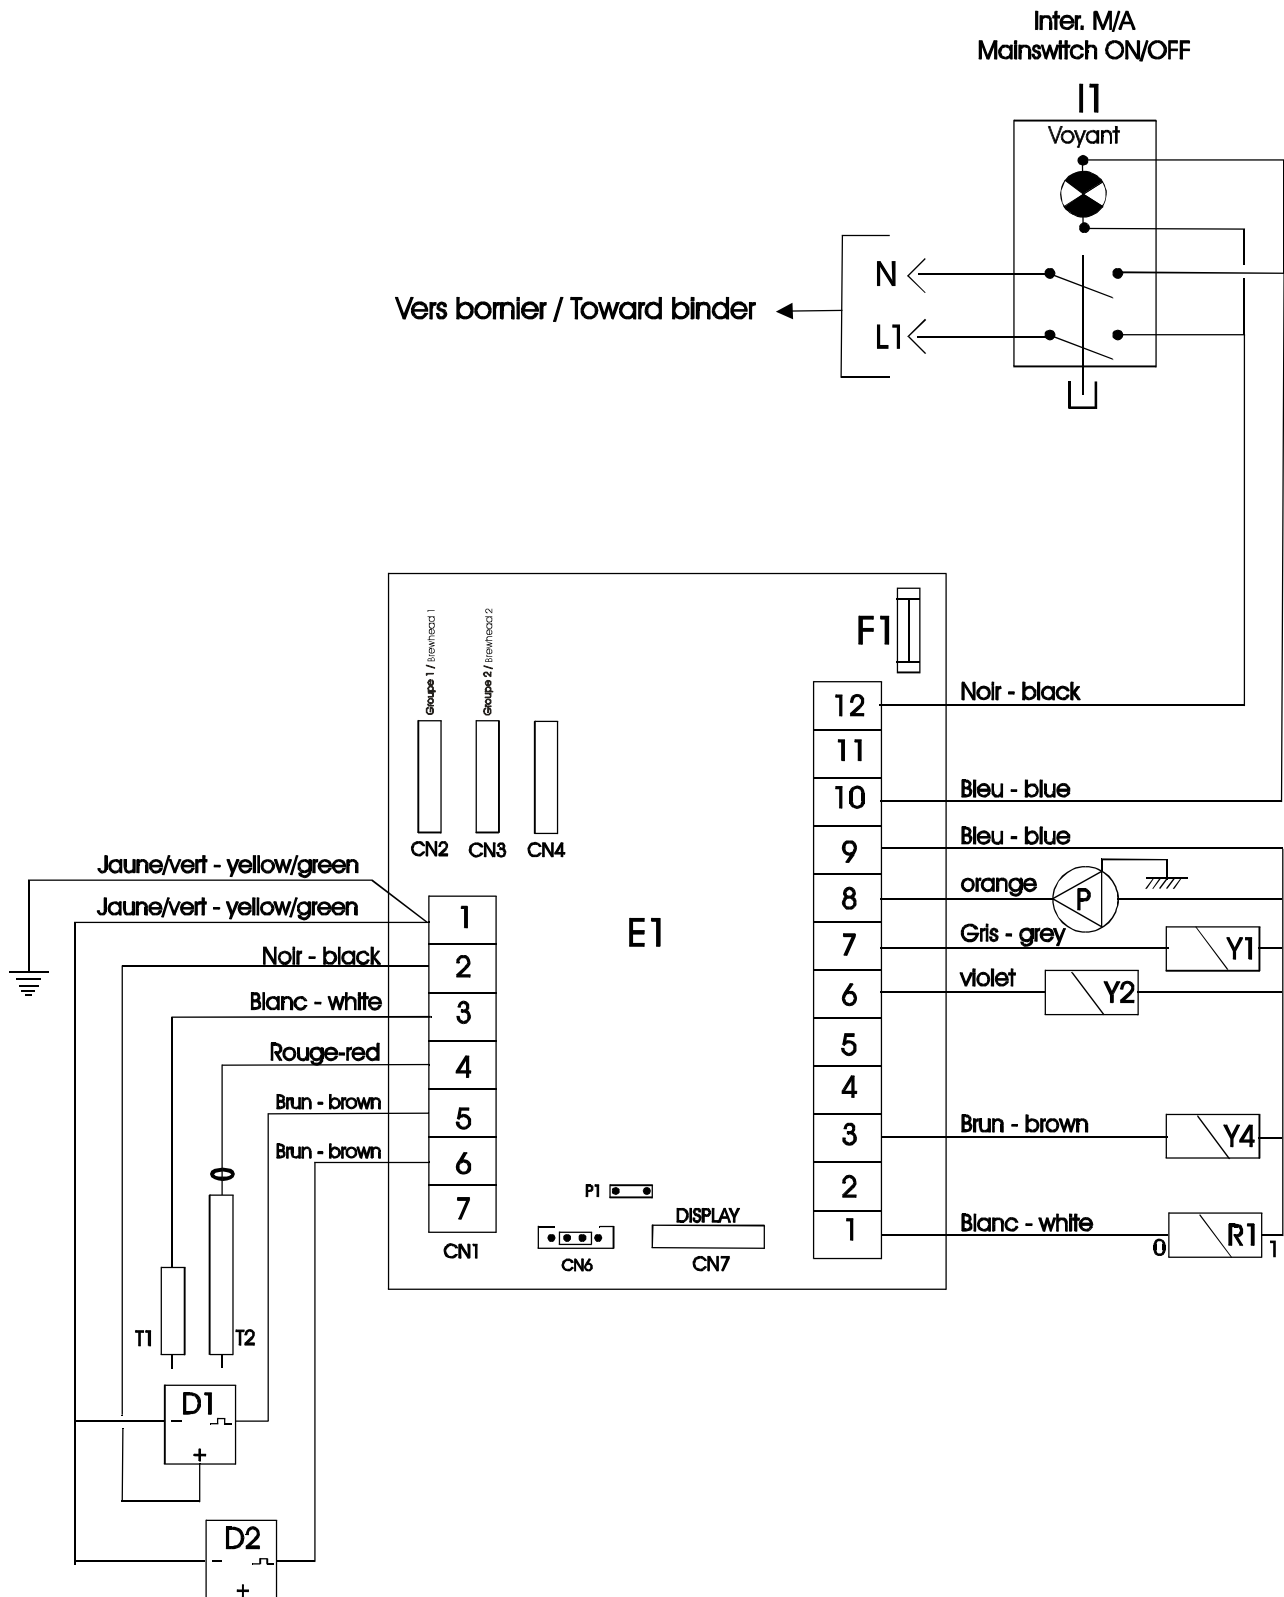 Inter. M/A
Mainswitch ON/OFF
I1
Voyant
N
Vers bornier / Toward binder
L1
F1
Groupe 1 / Brewhead 1
Groupe 2 / Brewhead 2
12
Noir - black
11
10
Bleu - blue
CN2
CN3
CN4
9
Bleu - blue
Jaune/vert - yellow/green
8
orange
P
Jaune/vert - yellow/green
1
E1
7
Gris - grey
Y1
Noir - black
2
6
violet
Y2
Blanc - white
3
5
Rouge-red
4
4
Brun - brown
5
3
Brun - brown
Y4
Brun - brown
6
2
P1
7
DISPLAY
1
Blanc - white
0
R1
1
CN1
CN6
CN7
T1
T2
D1
-
+
D2
-
+